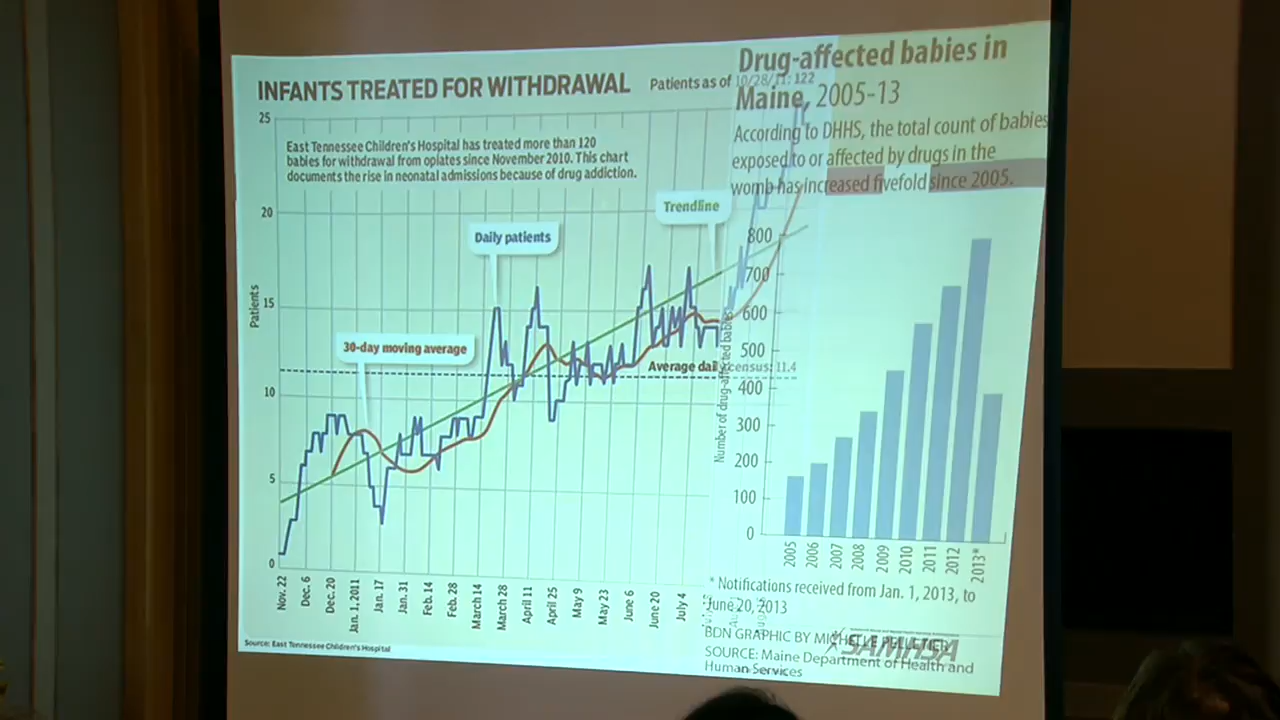 INFANTS TREATED FOR WITHDRAWAL
Patients as of 10/28/11: 122
East Tennessee Children's Hospital has treated more than 120
babies for withdrawal from opiates since November 2010. This chart
documents the rise in neonatal admissions because of drug addiction.
Patients
25
20
15
10
5
0
Daily patients
Trendline
30-day moving average
Average daily census: 11.4
Nov. 22
Dec. 6
Dec. 20
Jan. 1, 2011
Jan. 17
Jan. 31
Feb. 14
Feb. 28
March 14
March 28
April 11
April 25
May 9
May 23
June 6
June 20
July 4
Source: East Tennessee Children's Hospital
Drug-affected babies in
Maine, 2005-13
According to DHHS, the total count of babies
exposed to or affected by drugs in the
womb has increased fivefold since 2005.
Number of drug-affected babies
800
700
600
500
400
300
200
100
0
2005
2006
2007
2008
2009
2010
2011
2012
2013*
* Notifications received from Jan. 1, 2013, to
June 20, 2013
BDN GRAPHIC BY MICHELLE PELLETIER
SOURCE: Maine Department of Health and
Human Services
SAMHSA